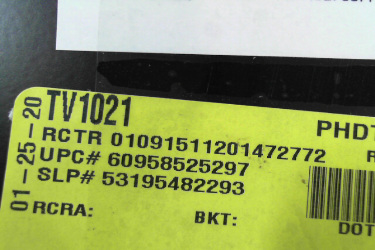 TV1021
PHD
RCTR 01091511201472772
UPC# 60958525297
SLP# 53195482293
RCRA:
BKT:
DOT
01-25-20